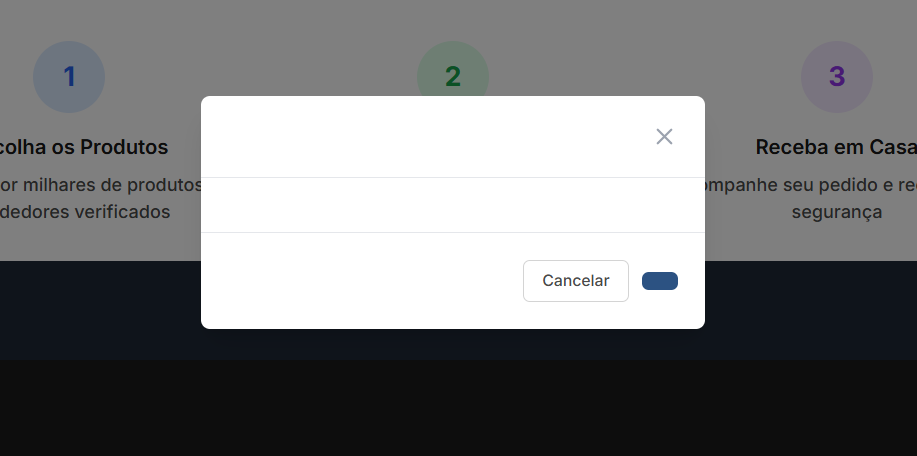 1
2
3
colha os Produtos
Receba em Casa
or milhares de produtos
mpanhe seu pedido e re
dedores verificados
segurança
Cancelar